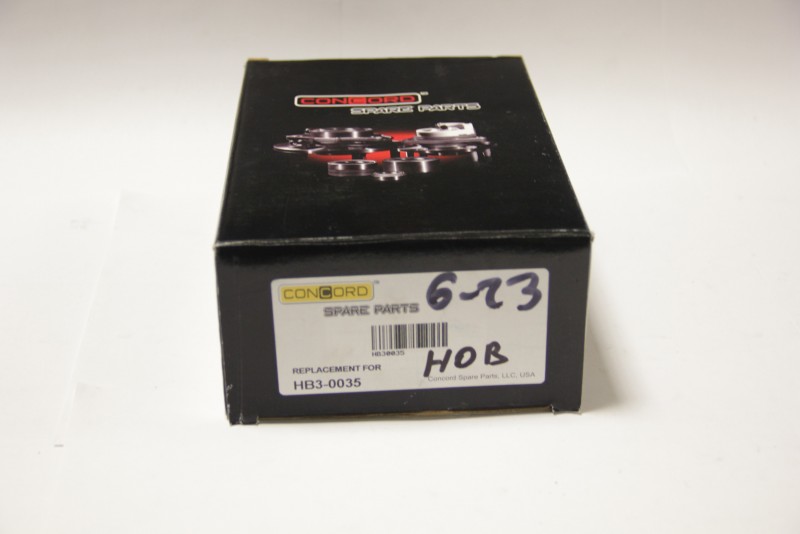 CONCORD
SPARE PARTS
CONCORD
SPARE PARTS
6-23
HB30035
HOB
REPLACEMENT FOR
HB3-0035
Concord Spare Parts, LLC, USA